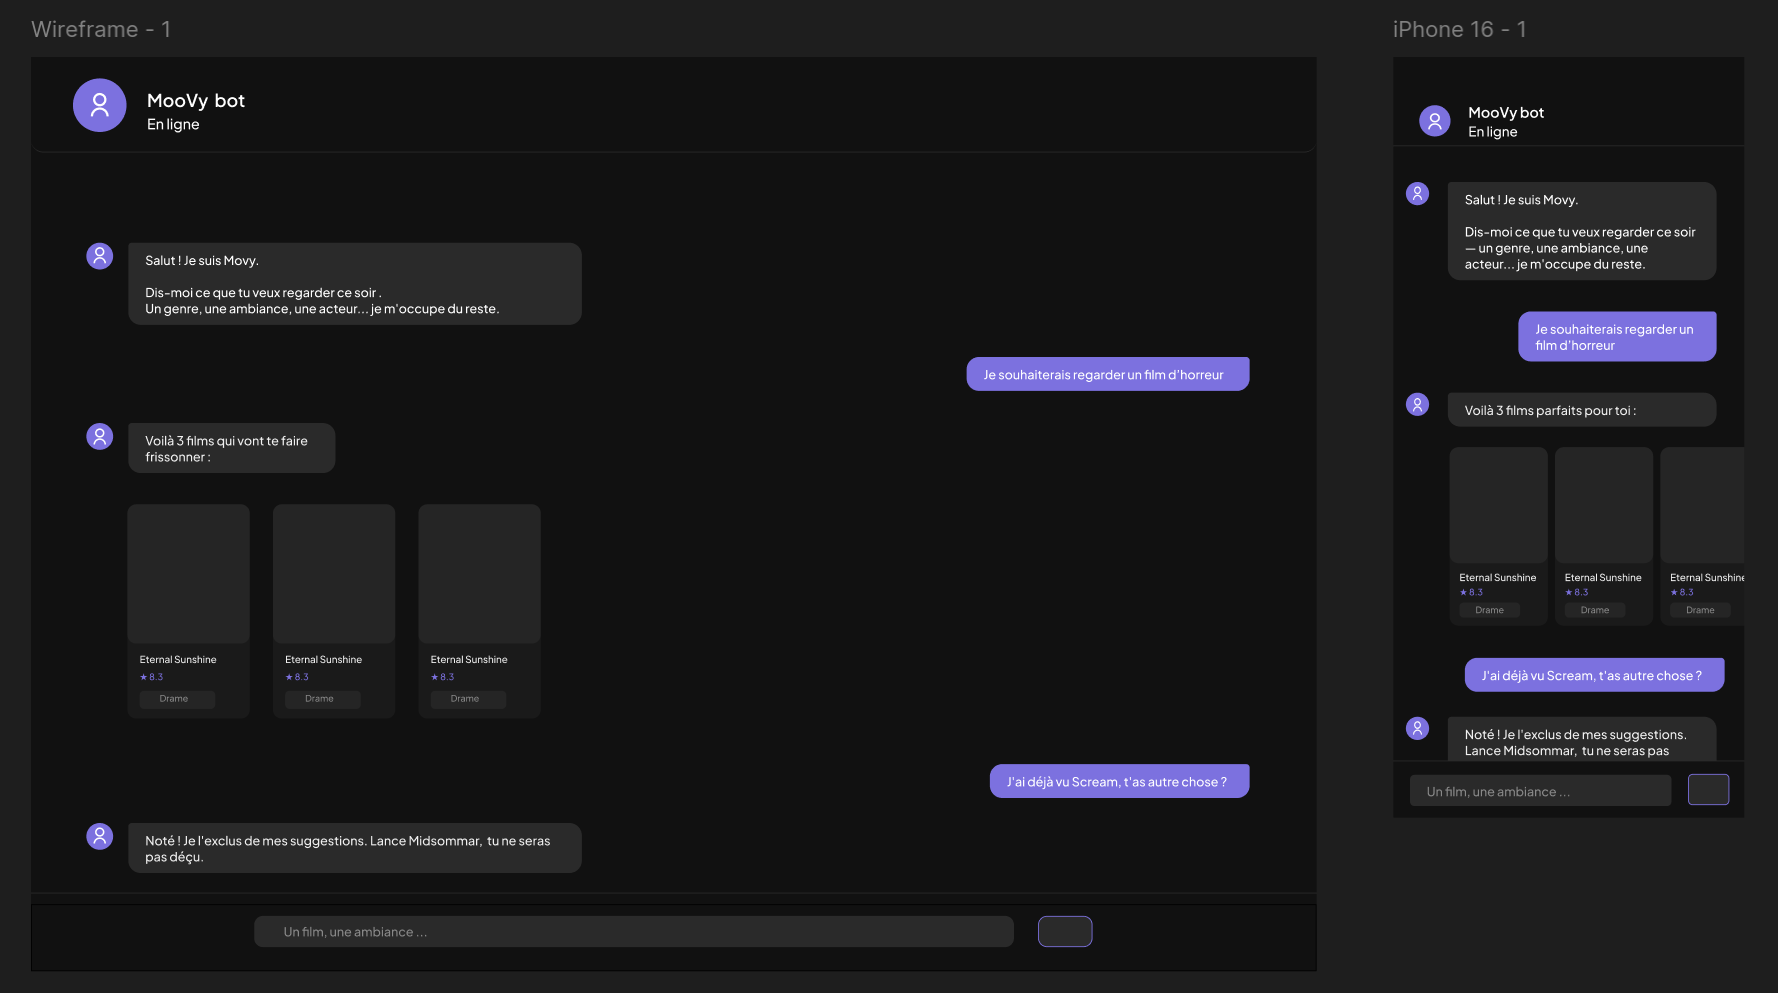 Wireframe - 1
MooVy bot
En ligne
Salut ! Je suis Movy.
Dis-moi ce que tu veux regarder ce soir .
Un genre, une ambiance, une acteur... je m'occupe du reste.
Je souhaiterais regarder un film d'horreur
Voilà 3 films qui vont te faire
frissonner :
Eternal Sunshine
★ 8.3
Drame
Eternal Sunshine
★ 8.3
Drame
Eternal Sunshine
★ 8.3
Drame
J'ai déjà vu Scream, t'as autre chose ?
Noté ! Je l'exclus de mes suggestions. Lance Midsommar, tu ne seras
pas déçu.
Un film, une ambiance ...
iPhone 16 - 1
MooVy bot
En ligne
Salut ! Je suis Movy.
Dis-moi ce que tu veux regarder ce soir
— un genre, une ambiance, une
acteur... je m'occupe du reste.
Je souhaiterais regarder un
film d'horreur
Voilà 3 films parfaits pour toi :
Eternal Sunshine
★ 8.3
Drame
Eternal Sunshine
★ 8.3
Drame
Eternal Sunshine
★ 8.3
Drame
J'ai déjà vu Scream, t'as autre chose ?
Noté ! Je l'exclus de mes suggestions.
Lance Midsommar, tu ne seras pas
Un film, une ambiance ...